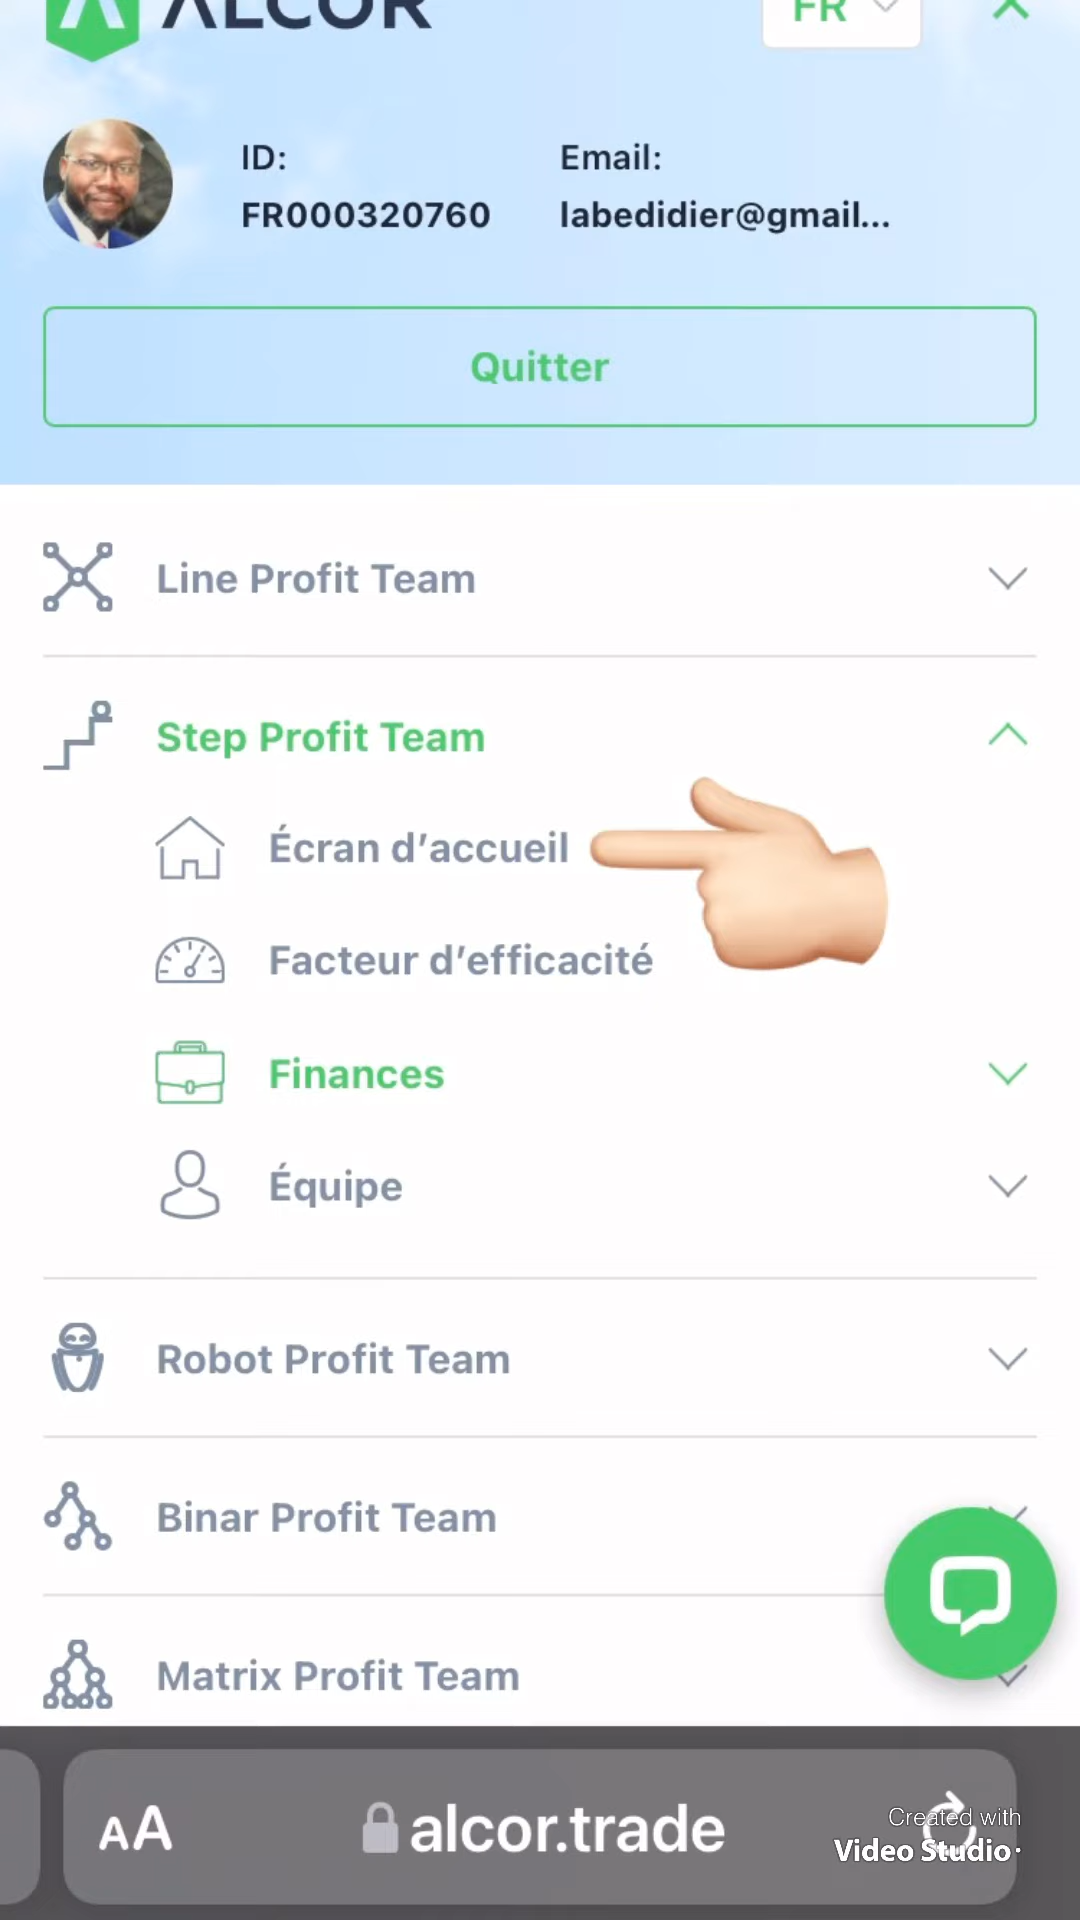 ALCOR
FR
ID:
FR000320760
Email:
labedidier@gmail...
Quitter
Line Profit Team
Step Profit Team
Écran d’accueil
Facteur d’efficacité
Finances
Équipe
Robot Profit Team
Binar Profit Team
Matrix Profit Team
AA
alcor.trade
Created with
Video Studio